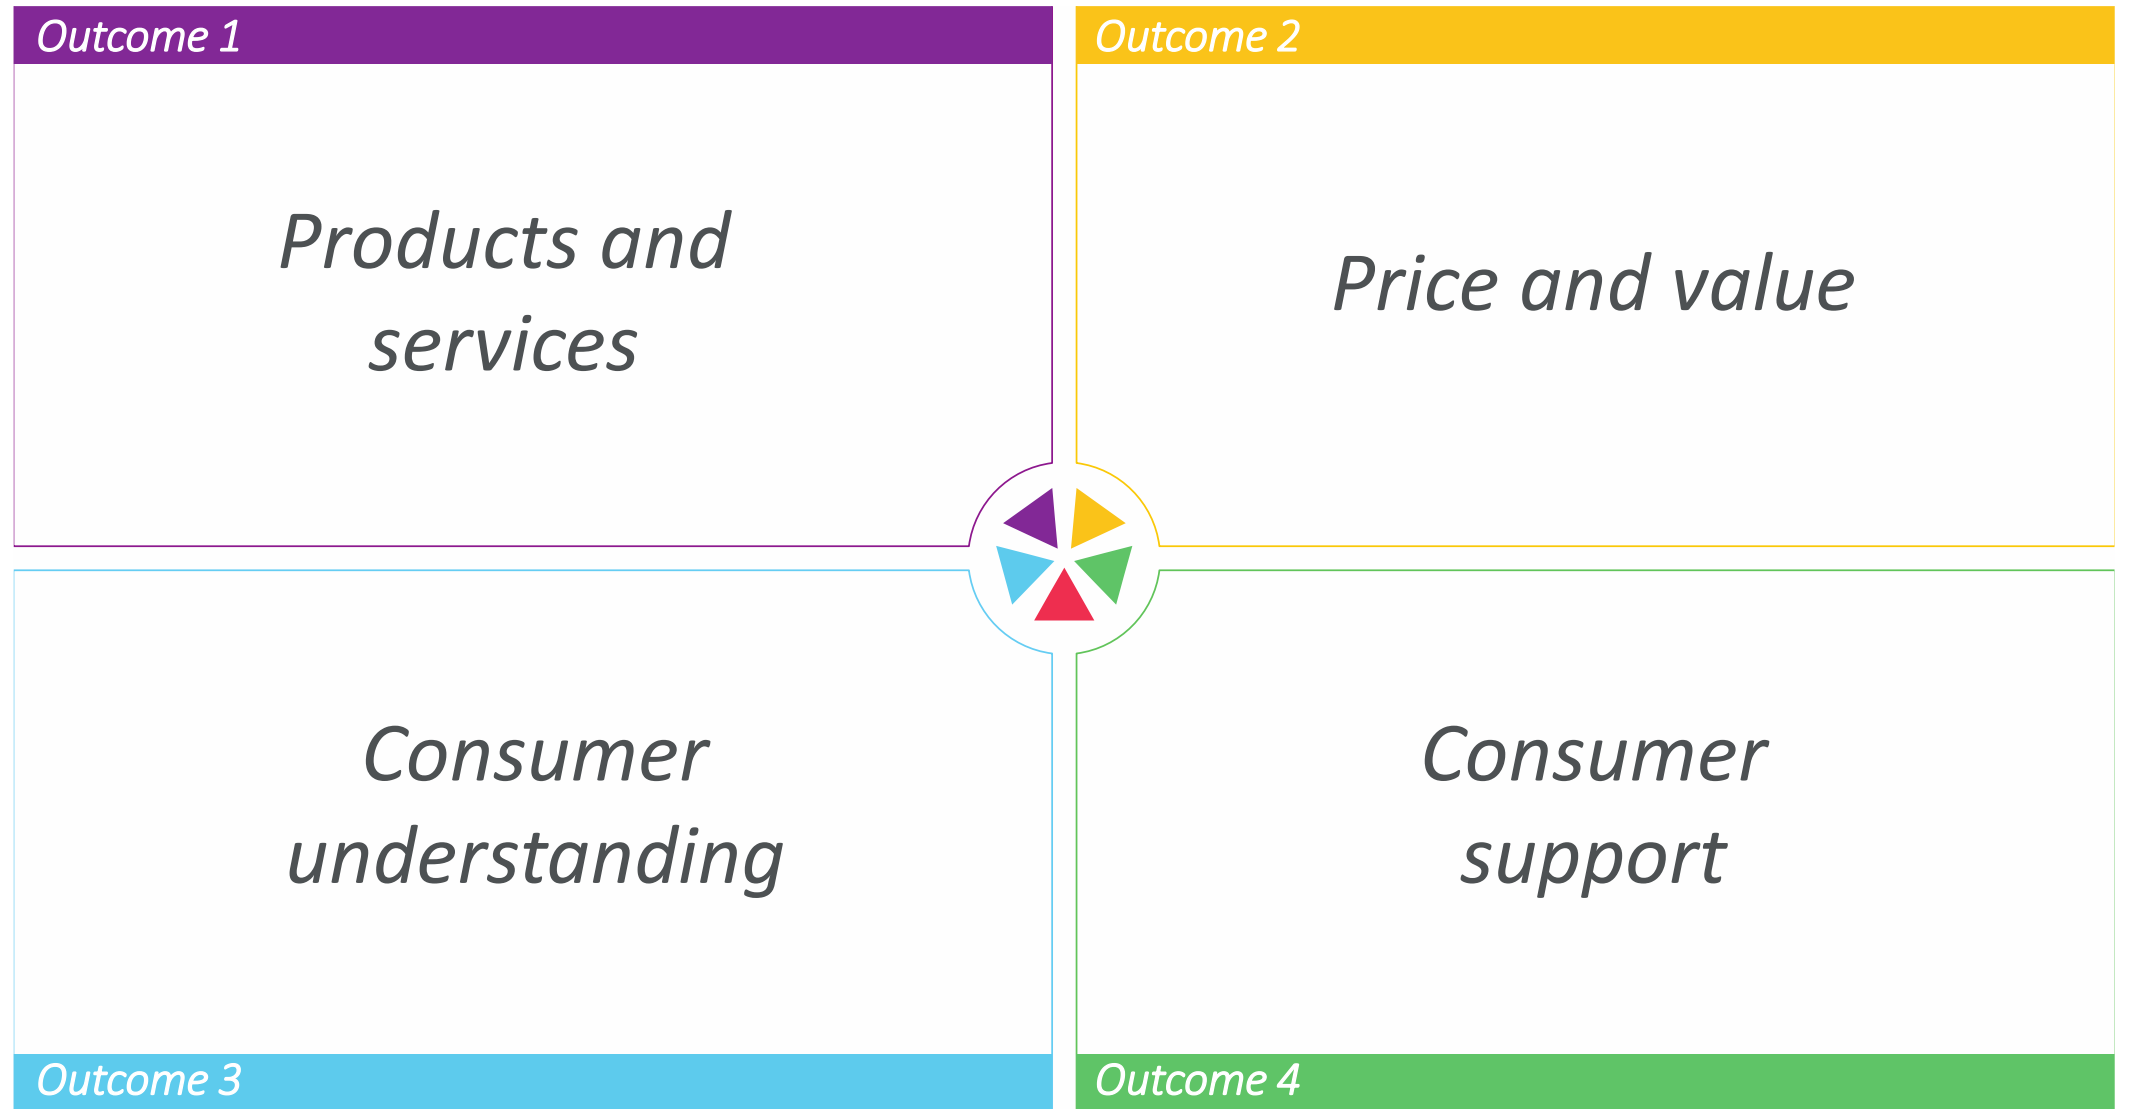 Outcome 1
Products and
services
Outcome 2
Price and value
Consumer
understanding
Outcome 3
Consumer
support
Outcome 4